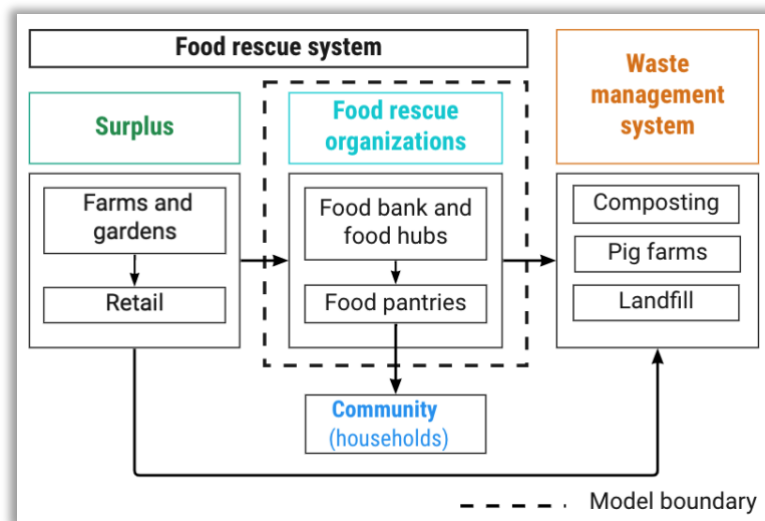 Food rescue system
Waste
management
system
Surplus
Food rescue
organizations
Farms and
gardens
Retail
Food bank and
food hubs
Food pantries
Composting
Pig farms
Landfill
Community
(households)
Model boundary